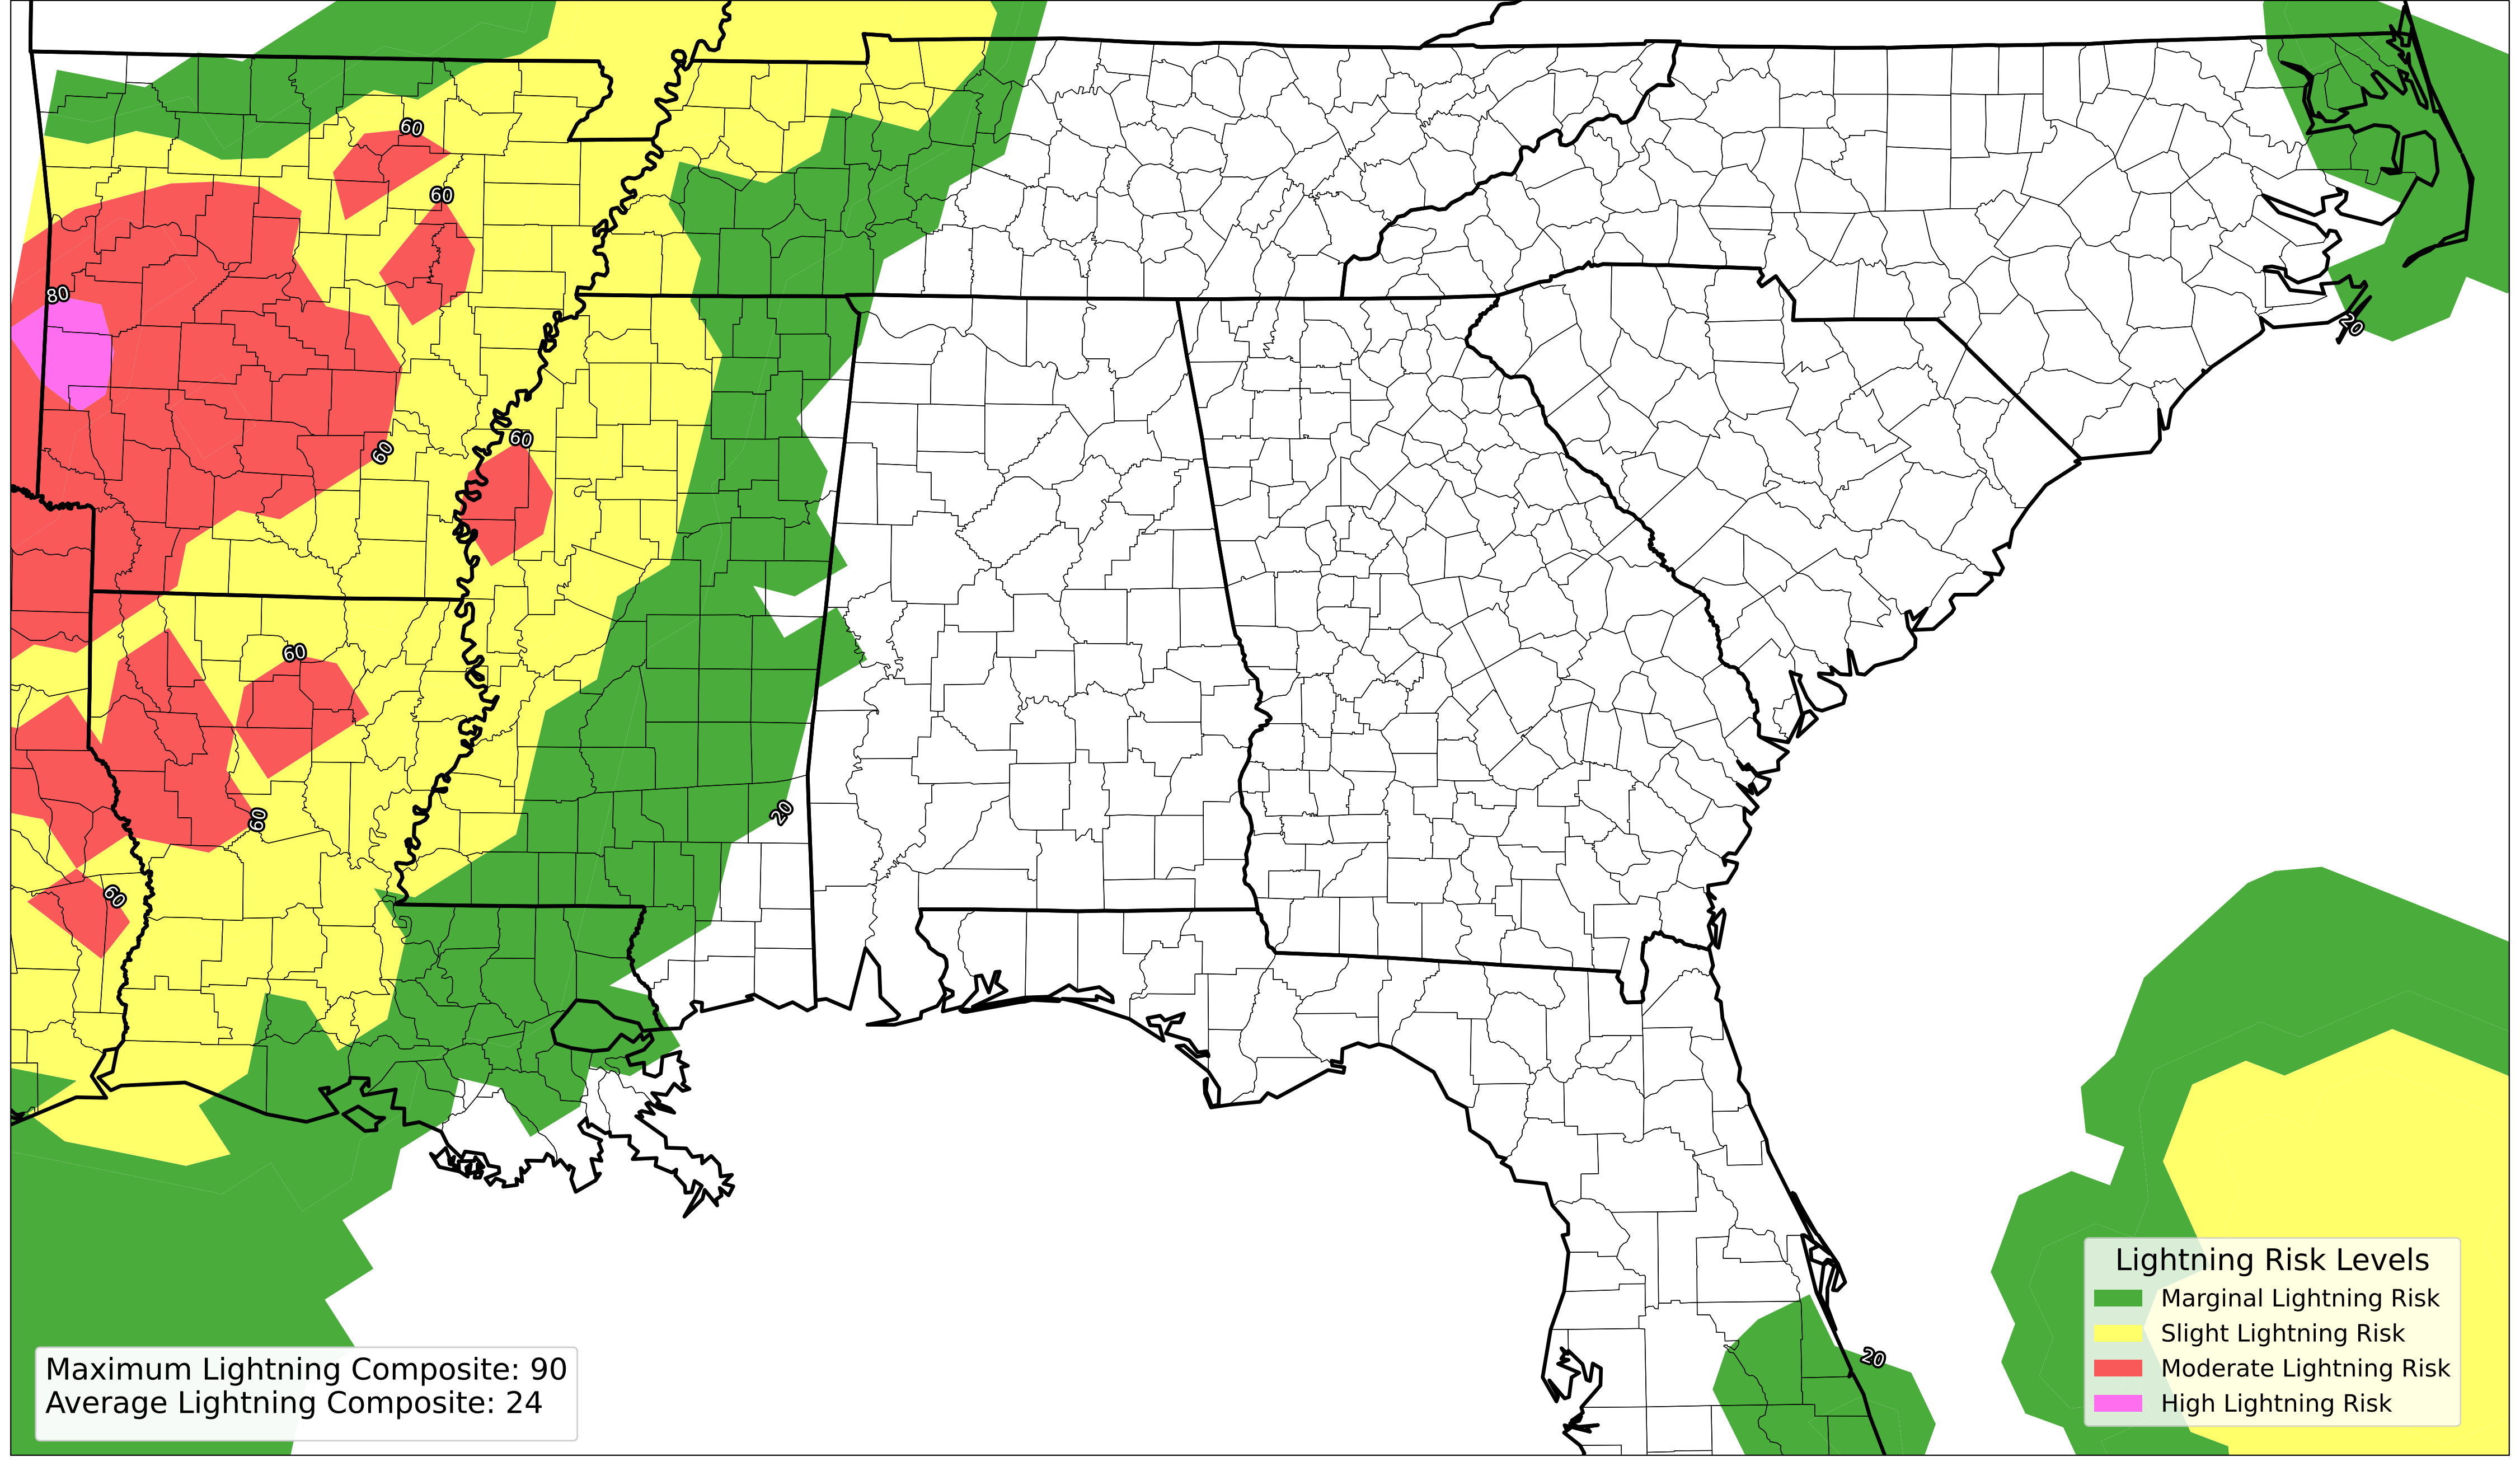 60
60
80
20
60
60
60
20
60
60
20
Lightning Risk Levels
Marginal Lightning Risk
Slight Lightning Risk
Moderate Lightning Risk
High Lightning Risk
Maximum Lightning Composite: 90
Average Lightning Composite: 24